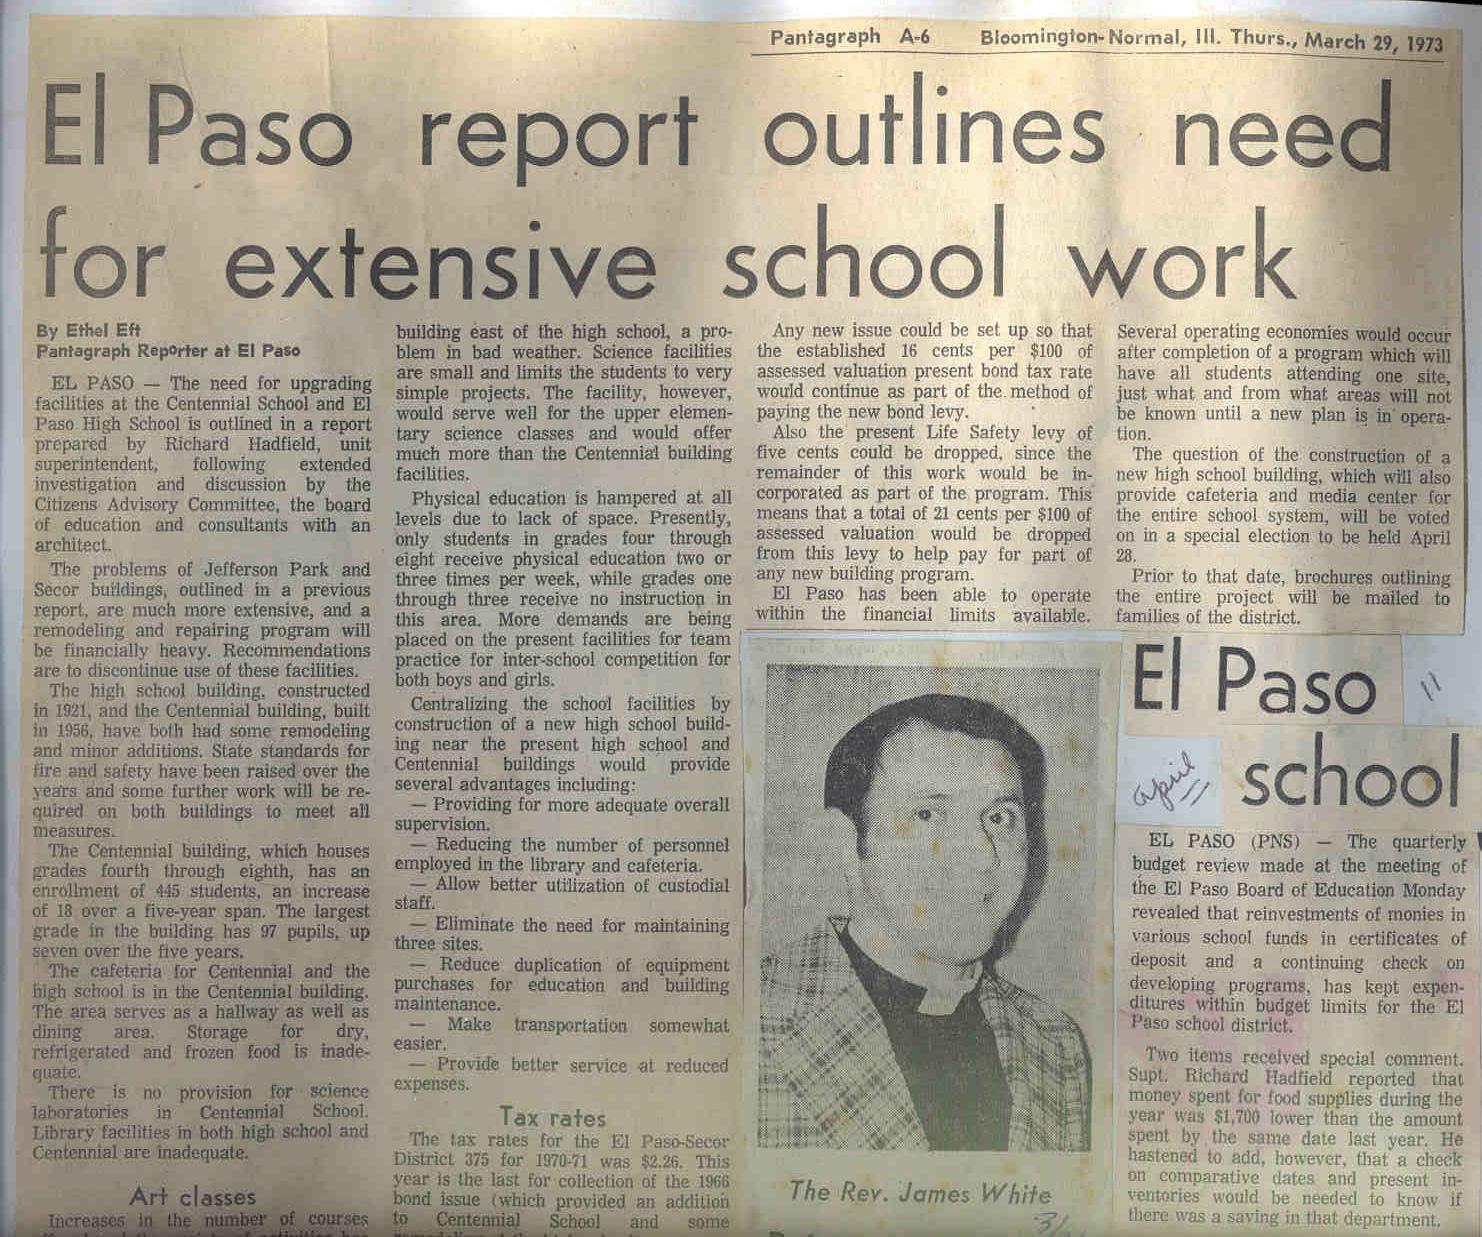 Pantagraph A-6 Bloomington-Normal, Ill. Thurs., March 29, 1973
El Paso report outlines need
for extensive school work
By Ethel Eft
Pantagraph Reporter at El Paso
EL PASO — The need for upgrading
facilities at the Centennial School and El
Paso High School is outlined in a report
prepared by Richard Hadfield, unit
superintendent, following extended
investigation and discussion by the
Citizens Advisory Committee, the board
of education and consultants with an
architect.
The problems of Jefferson Park and
Secor buildings, outlined in a previous
report, are much more extensive, and a
remodeling and repairing program will
be financially heavy. Recommendations
are to discontinue use of these facilities.
The high school building, constructed
in 1921, and the Centennial building, built
in 1956, have both had some remodeling
and minor additions. State standards for
fire and safety have been raised over the
years and some further work will be re-
quired on both buildings to meet all
measures.
The Centennial building, which houses
grades fourth through eighth, has an
enrollment of 445 students, an increase
of 18 over a five-year span. The largest
grade in the building has 97 pupils, up
seven over the five years.
The cafeteria for Centennial and the
high school is in the Centennial building.
The area serves as a hallway as well as
dining area. Storage for dry,
refrigerated and frozen food is inade-
quate.
There is no provision for science
laboratories in Centennial School.
Library facilities in both high school and
Centennial are inadequate.
Art classes
Increases in the number of courses
building east of the high school, a pro-
blem in bad weather. Science facilities
are small and limits the students to very
simple projects. The facility, however,
would serve well for the upper elemen-
tary science classes and would offer
much more than the Centennial building
facilities.
Physical education is hampered at all
levels due to lack of space. Presently,
only students in grades four through
eight receive physical education two or
three times per week, while grades one
through three receive no instruction in
this area. More demands are being
placed on the present facilities for team
practice for inter-school competition for
both boys and girls.
Centralizing the school facilities by
construction of a new high school build-
ing near the present high school and
Centennial buildings would provide
several advantages including:
— Providing for more adequate overall
supervision.
— Reducing the number of personnel
employed in the library and cafeteria.
— Allow better utilization of custodial
staff.
— Eliminate the need for maintaining
three sites.
— Reduce duplication of equipment
purchases for education and building
maintenance.
— Make transportation somewhat
easier.
— Provide better service at reduced
expenses.
Tax rates
The tax rates for the El Paso-Secor
District 375 for 1970-71 was $2.26. This
year is the last for collection of the 1966
bond issue (which provided an addition
to Centennial School and some
Any new issue could be set up so that
the established 16 cents per $100 of
assessed valuation present bond tax rate
would continue as part of the method of
paying the new bond levy.
Also the present Life Safety levy of
five cents could be dropped, since the
remainder of this work would be in-
corporated as part of the program. This
means that a total of 21 cents per $100 of
assessed valuation would be dropped
from this levy to help pay for part of
any new building program.
El Paso has been able to operate
within the financial limits available.
Several operating economies would occur
after completion of a program which will
have all students attending one site,
just what and from what areas will not
be known until a new plan is in opera-
tion.
The question of the construction of a
new high school building, which will also
provide cafeteria and media center for
the entire school system, will be voted
on in a special election to be held April
28.
Prior to that date, brochures outlining
the entire project will be mailed to
families of the district.
The Rev. James White
3/
El Paso
11
april
school
EL PASO (PNS) — The quarterly
budget review made at the meeting of
the El Paso Board of Education Monday
revealed that reinvestments of monies in
various school funds in certificates of
deposit and a continuing check on
developing programs, has kept expen-
ditures within budget limits for the El
Paso school district.
Two items received special comment.
Supt. Richard Hadfield reported that
money spent for food supplies during the
year was $1,700 lower than the amount
spent by the same date last year. He
hastened to add, however, that a check
on comparative dates and present in-
ventories would be needed to know if
there was a saving in that department.